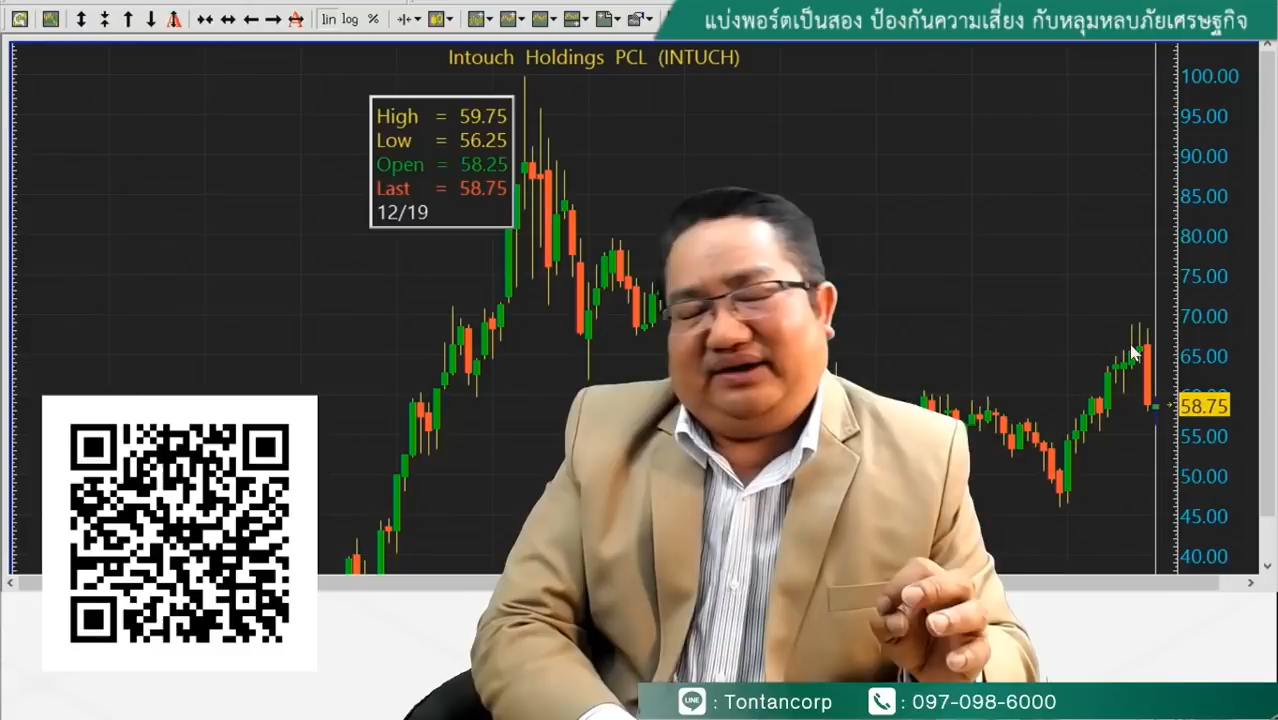 lin log %
แบ่งพอร์ตเป็นสอง ป้องกันความเสี่ยง กับหลุมหลบภัยเศรษฐกิจ
Intouch Holdings PCL (INTUCH)
High = 59.75
Low = 56.25
Open = 58.25
Last = 58.75
12/19
100.00
95.00
90.00
85.00
80.00
75.00
70.00
65.00
58.75
55.00
50.00
45.00
40.00
LINE : Tontancorp
: 097-098-6000